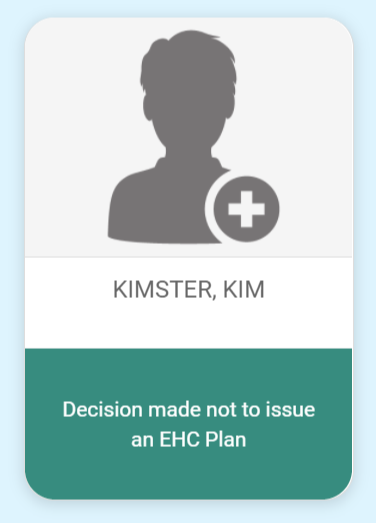 KIMSTER, KIM
Decision made not to issue
an EHC Plan